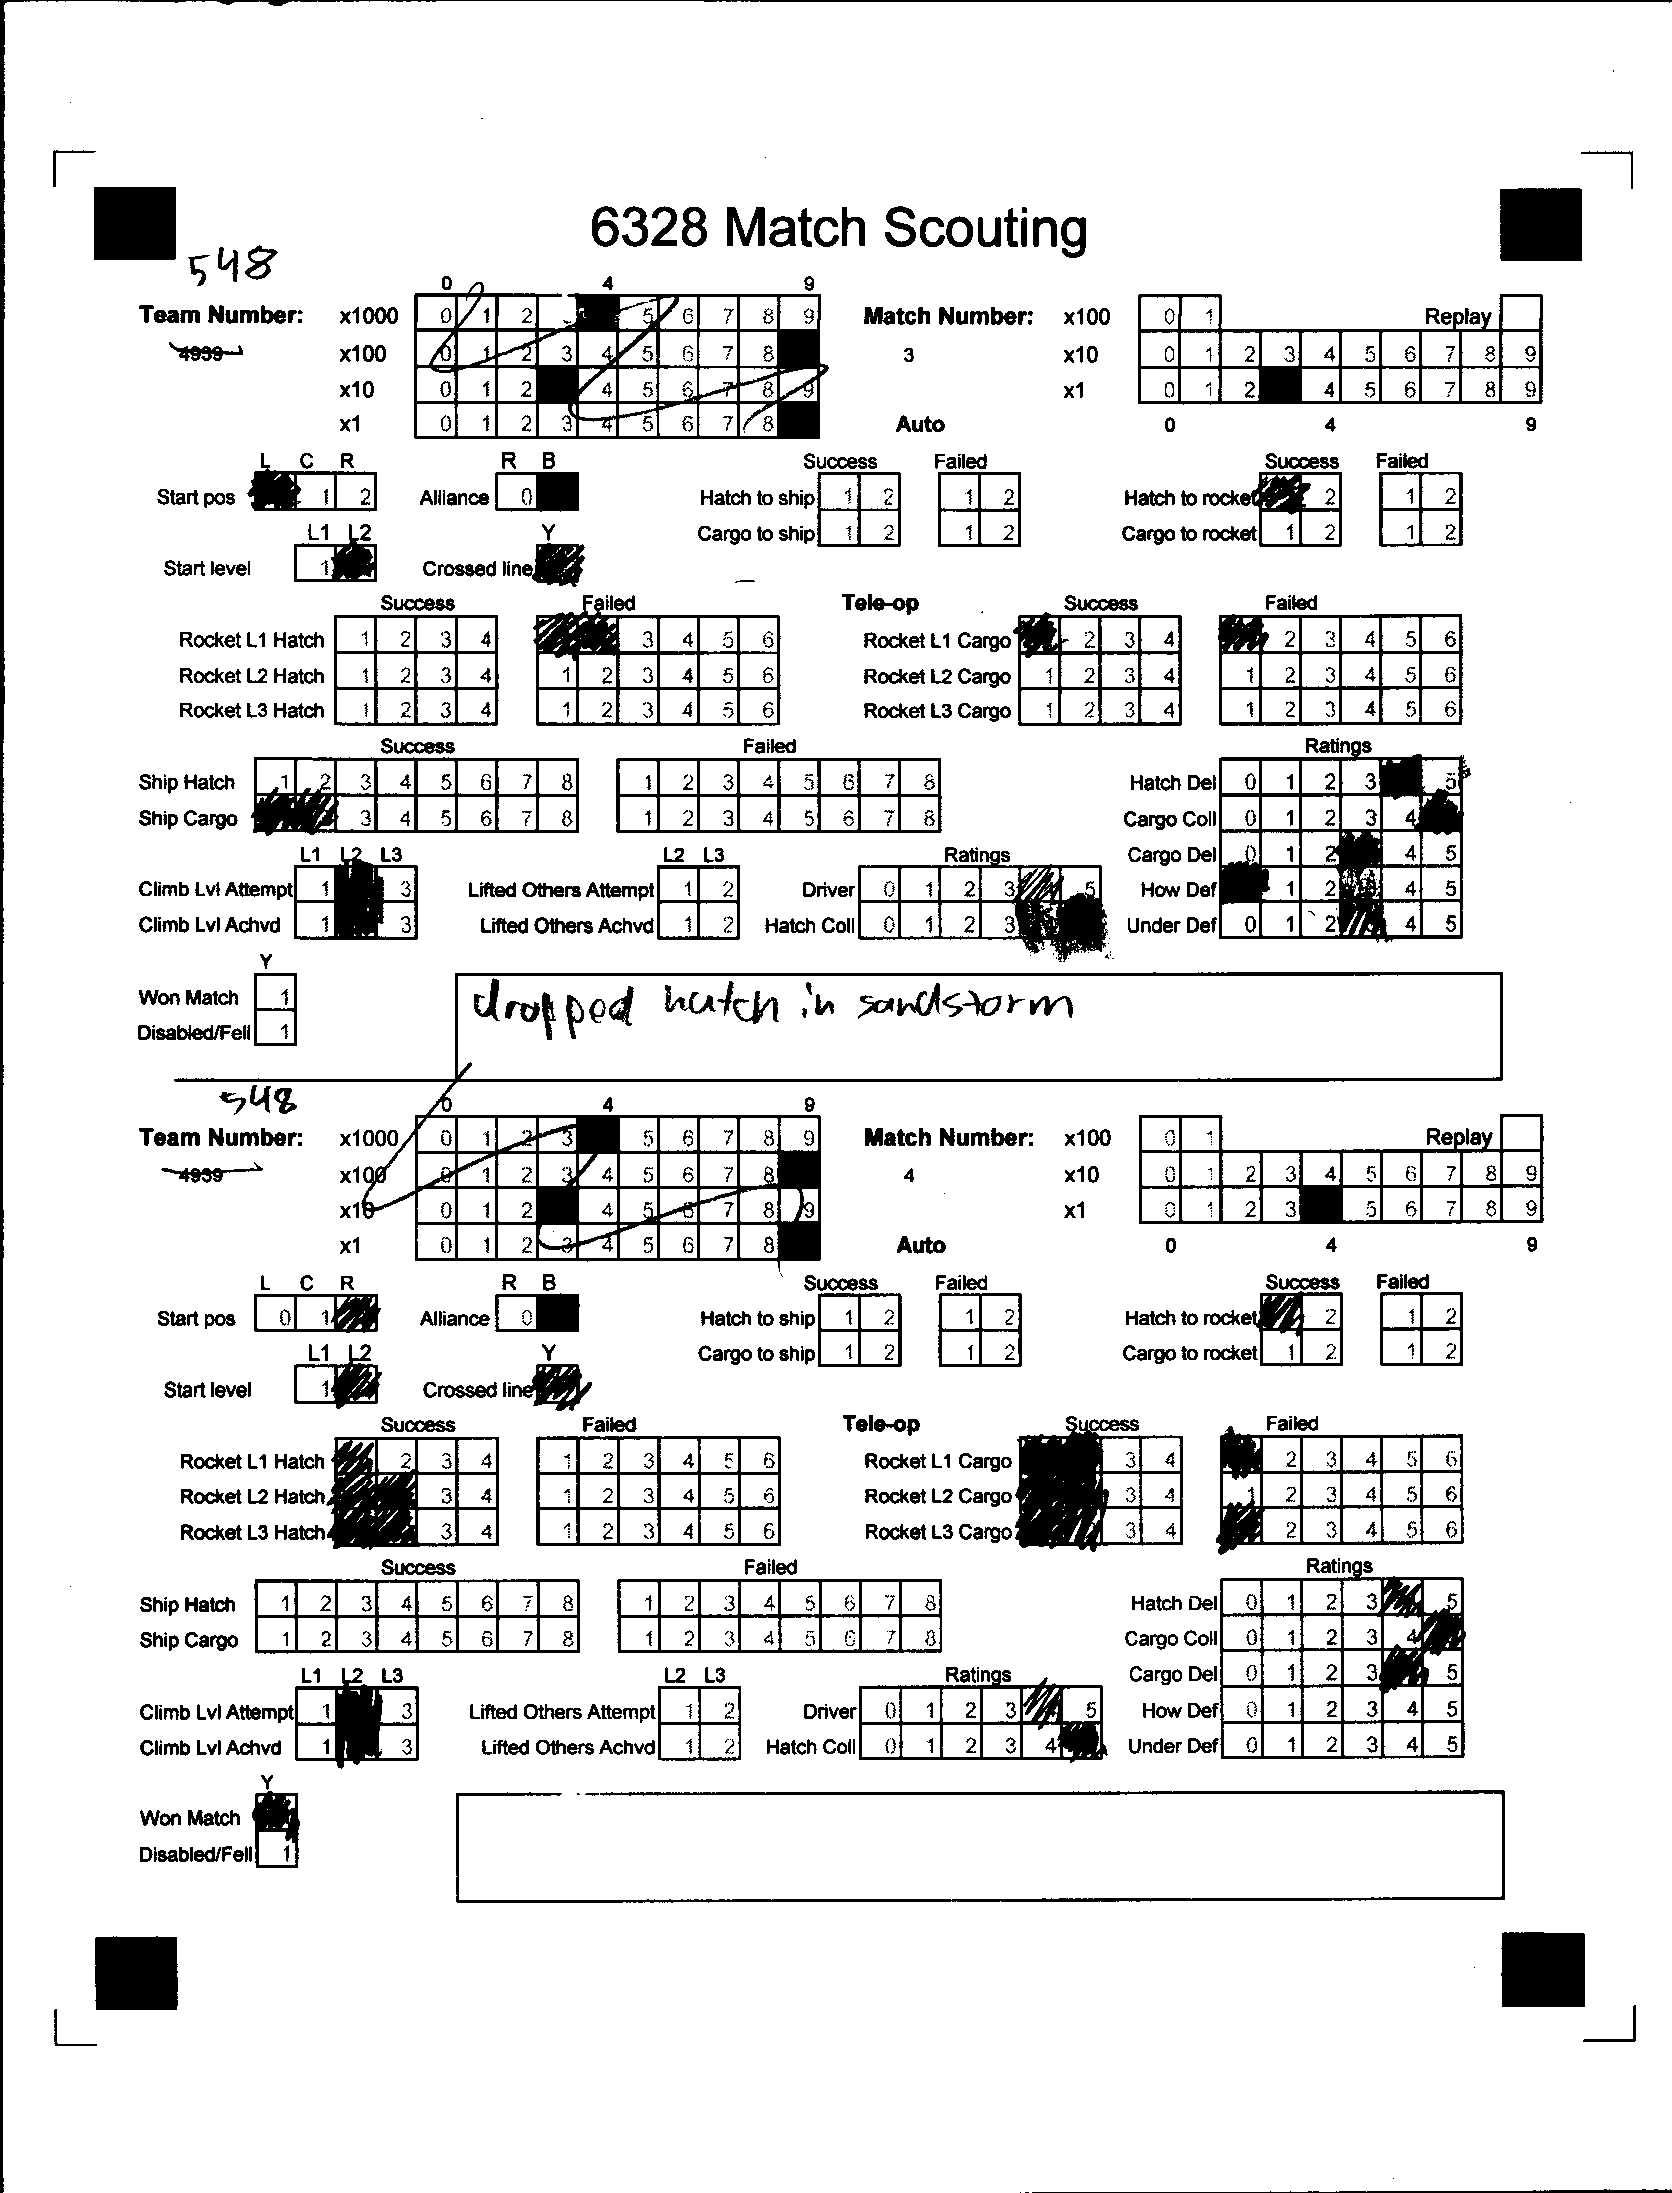 6328 Match Scouting
548
0 4 9
Team Number: x1000 0 1 2 3 5 6 7 8 9 Match Number: x100 0 1 Replay
4939 x100 0 1 2 3 4 5 6 7 8 3 x10 0 1 2 3 4 5 6 7 8 9
x10 0 1 2 4 5 6 7 8 9 x1 0 1 2 4 5 6 7 8 9
x1 0 1 2 3 4 5 6 7 8 Auto 0 4 9
L C R R B Success Failed Success Failed
Start pos 1 2 Alliance 0 Hatch to ship 1 2 1 2 Hatch to rocket 2 1 2
L1 L2 Y Cargo to ship 1 2 1 2 Cargo to rocket 1 2 1 2
Start level 1 Crossed line
Success Failed Tele-op Success Failed
Rocket L1 Hatch 1 2 3 4 3 4 5 6 Rocket L1 Cargo 2 3 4 2 3 4 5 6
Rocket L2 Hatch 1 2 3 4 1 2 3 4 5 6 Rocket L2 Cargo 1 2 3 4 1 2 3 4 5 6
Rocket L3 Hatch 1 2 3 4 1 2 3 4 5 6 Rocket L3 Cargo 1 2 3 4 1 2 3 4 5 6
Success Failed Ratings
Ship Hatch 1 2 3 4 5 6 7 8 1 2 3 4 5 6 7 8 Hatch Del 0 1 2 3 5
Ship Cargo 3 4 5 6 7 8 1 2 3 4 5 6 7 8 Cargo Coll 0 1 2 3 4
L1 L2 L3 L2 L3 Ratings Cargo Del 0 1 2 4 5
Climb Lvl Attempt 1 3 Lifted Others Attempt 1 2 Driver 0 1 2 3 5 How Def 1 2 4 5
Climb Lvl Achvd 1 3 Lifted Others Achvd 1 2 Hatch Coll 0 1 2 3 Under Def 0 1 2 4 5
Y
Won Match 1 dropped hatch in sandstorm
Disabled/Fell 1
548
0 4 9
Team Number: x1000 0 1 2 3 5 6 7 8 9 Match Number: x100 0 1 Replay
4939 x100 0 1 2 3 4 5 6 7 8 4 x10 0 1 2 3 4 5 6 7 8 9
x10 0 1 2 4 5 6 7 8 9 x1 0 1 2 3 5 6 7 8 9
x1 0 1 2 3 4 5 6 7 8 Auto 0 4 9
L C R R B Success Failed Success Failed
Start pos 0 1 Alliance 0 Hatch to ship 1 2 1 2 Hatch to rocket 2 1 2
L1 L2 Y Cargo to ship 1 2 1 2 Cargo to rocket 1 2 1 2
Start level 1 Crossed line
Success Failed Tele-op Success Failed
Rocket L1 Hatch 2 3 4 1 2 3 4 5 6 Rocket L1 Cargo 3 4 2 3 4 5 6
Rocket L2 Hatch 3 4 1 2 3 4 5 6 Rocket L2 Cargo 3 4 1 2 3 4 5 6
Rocket L3 Hatch 3 4 1 2 3 4 5 6 Rocket L3 Cargo 3 4 2 3 4 5 6
Success Failed Ratings
Ship Hatch 1 2 3 4 5 6 7 8 1 2 3 4 5 6 7 8 Hatch Del 0 1 2 3 5
Ship Cargo 1 2 3 4 5 6 7 8 1 2 3 4 5 6 7 8 Cargo Coll 0 1 2 3 4
L1 L2 L3 L2 L3 Ratings Cargo Del 0 1 2 3 5
Climb Lvl Attempt 1 3 Lifted Others Attempt 1 2 Driver 0 1 2 3 5 How Def 0 1 2 3 4 5
Climb Lvl Achvd 1 3 Lifted Others Achvd 1 2 Hatch Coll 0 1 2 3 4 Under Def 0 1 2 3 4 5
Y
Won Match
Disabled/Fell 1